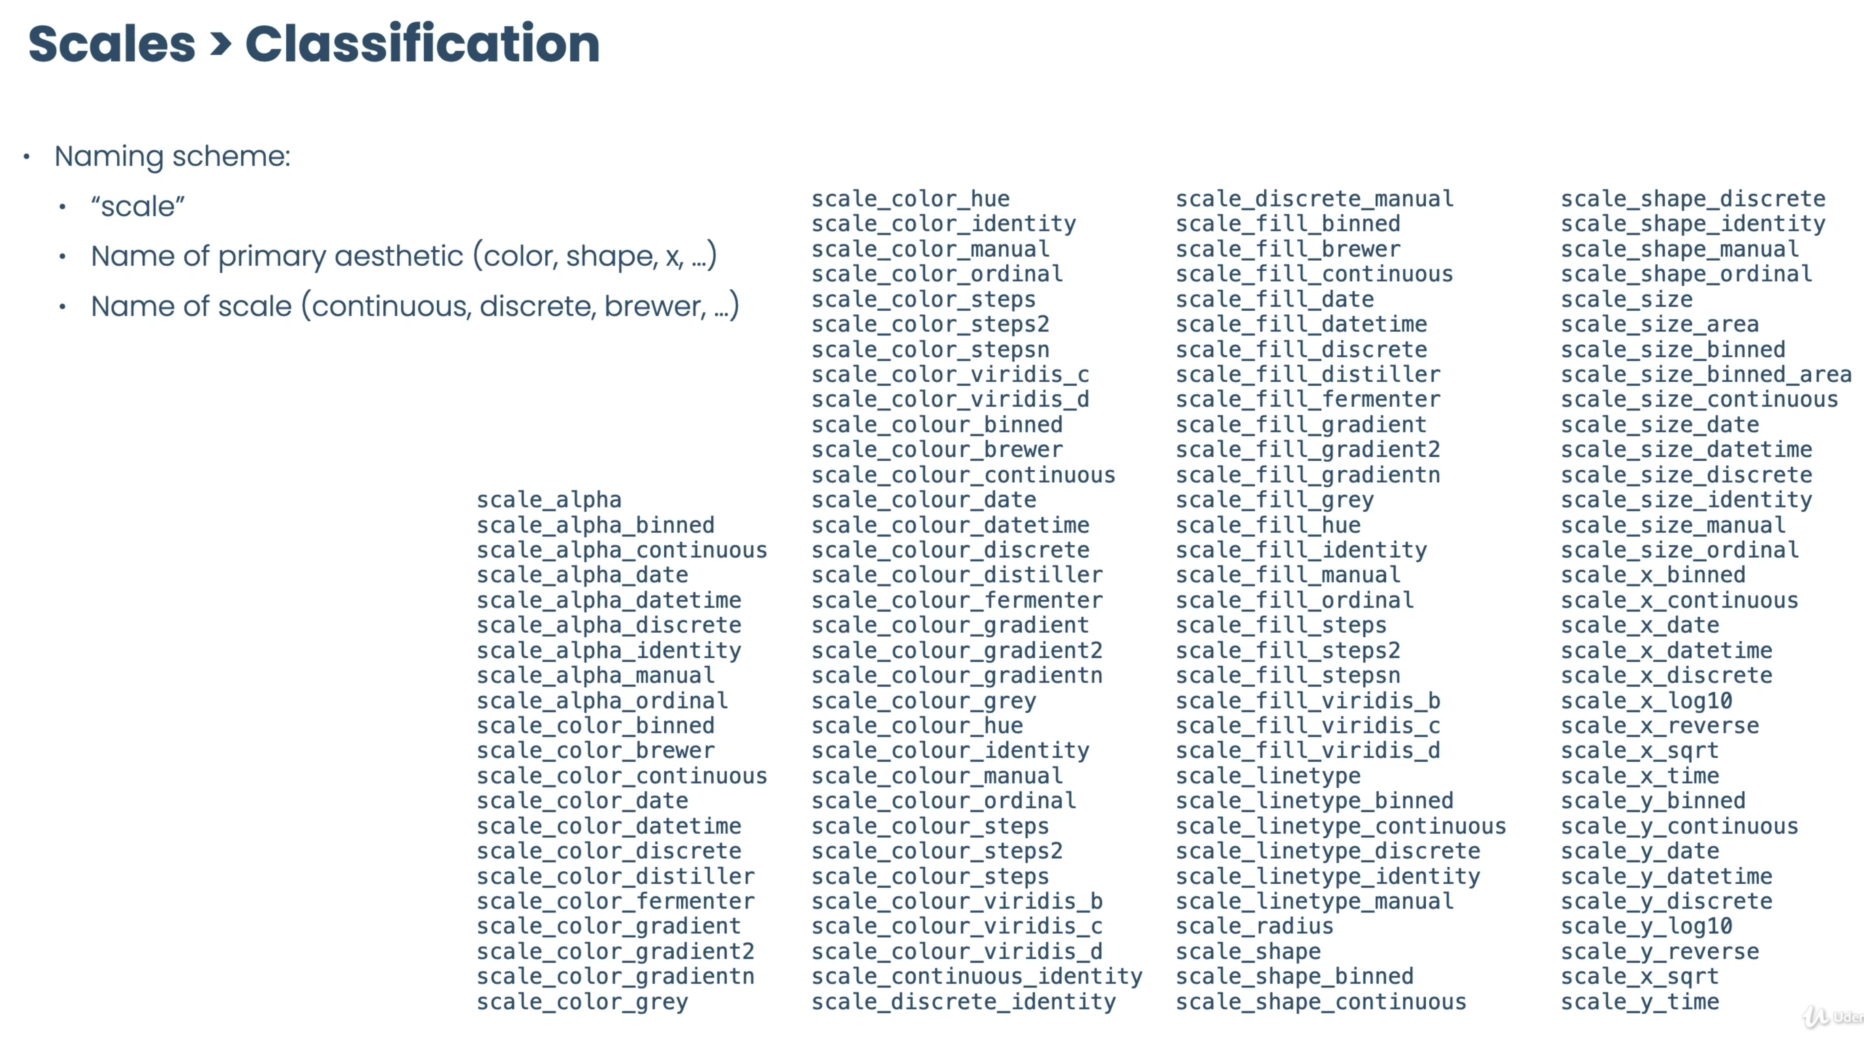 Scales > Classification
• Naming scheme:
• “scale”
• Name of primary aesthetic (color, shape, x, …)
• Name of scale (continuous, discrete, brewer, …)
scale_alpha
scale_alpha_binned
scale_alpha_continuous
scale_alpha_date
scale_alpha_datetime
scale_alpha_discrete
scale_alpha_identity
scale_alpha_manual
scale_alpha_ordinal
scale_color_binned
scale_color_brewer
scale_color_continuous
scale_color_date
scale_color_datetime
scale_color_discrete
scale_color_distiller
scale_color_fermenter
scale_color_gradient
scale_color_gradient2
scale_color_gradientn
scale_color_grey
scale_color_hue
scale_color_identity
scale_color_manual
scale_color_ordinal
scale_color_steps
scale_color_steps2
scale_color_stepsn
scale_color_viridis_c
scale_color_viridis_d
scale_colour_binned
scale_colour_brewer
scale_colour_continuous
scale_colour_date
scale_colour_datetime
scale_colour_discrete
scale_colour_distiller
scale_colour_fermenter
scale_colour_gradient
scale_colour_gradient2
scale_colour_gradientn
scale_colour_grey
scale_colour_hue
scale_colour_identity
scale_colour_manual
scale_colour_ordinal
scale_colour_steps
scale_colour_steps2
scale_colour_steps
scale_colour_viridis_b
scale_colour_viridis_c
scale_colour_viridis_d
scale_continuous_identity
scale_discrete_identity
scale_discrete_manual
scale_fill_binned
scale_fill_brewer
scale_fill_continuous
scale_fill_date
scale_fill_datetime
scale_fill_discrete
scale_fill_distiller
scale_fill_fermenter
scale_fill_gradient
scale_fill_gradient2
scale_fill_gradientn
scale_fill_grey
scale_fill_hue
scale_fill_identity
scale_fill_manual
scale_fill_ordinal
scale_fill_steps
scale_fill_steps2
scale_fill_stepsn
scale_fill_viridis_b
scale_fill_viridis_c
scale_fill_viridis_d
scale_linetype
scale_linetype_binned
scale_linetype_continuous
scale_linetype_discrete
scale_linetype_identity
scale_linetype_manual
scale_radius
scale_shape
scale_shape_binned
scale_shape_continuous
scale_shape_discrete
scale_shape_identity
scale_shape_manual
scale_shape_ordinal
scale_size
scale_size_area
scale_size_binned
scale_size_binned_area
scale_size_continuous
scale_size_date
scale_size_datetime
scale_size_discrete
scale_size_identity
scale_size_manual
scale_size_ordinal
scale_x_binned
scale_x_continuous
scale_x_date
scale_x_datetime
scale_x_discrete
scale_x_log10
scale_x_reverse
scale_x_sqrt
scale_x_time
scale_y_binned
scale_y_continuous
scale_y_date
scale_y_datetime
scale_y_discrete
scale_y_log10
scale_y_reverse
scale_x_sqrt
scale_y_time